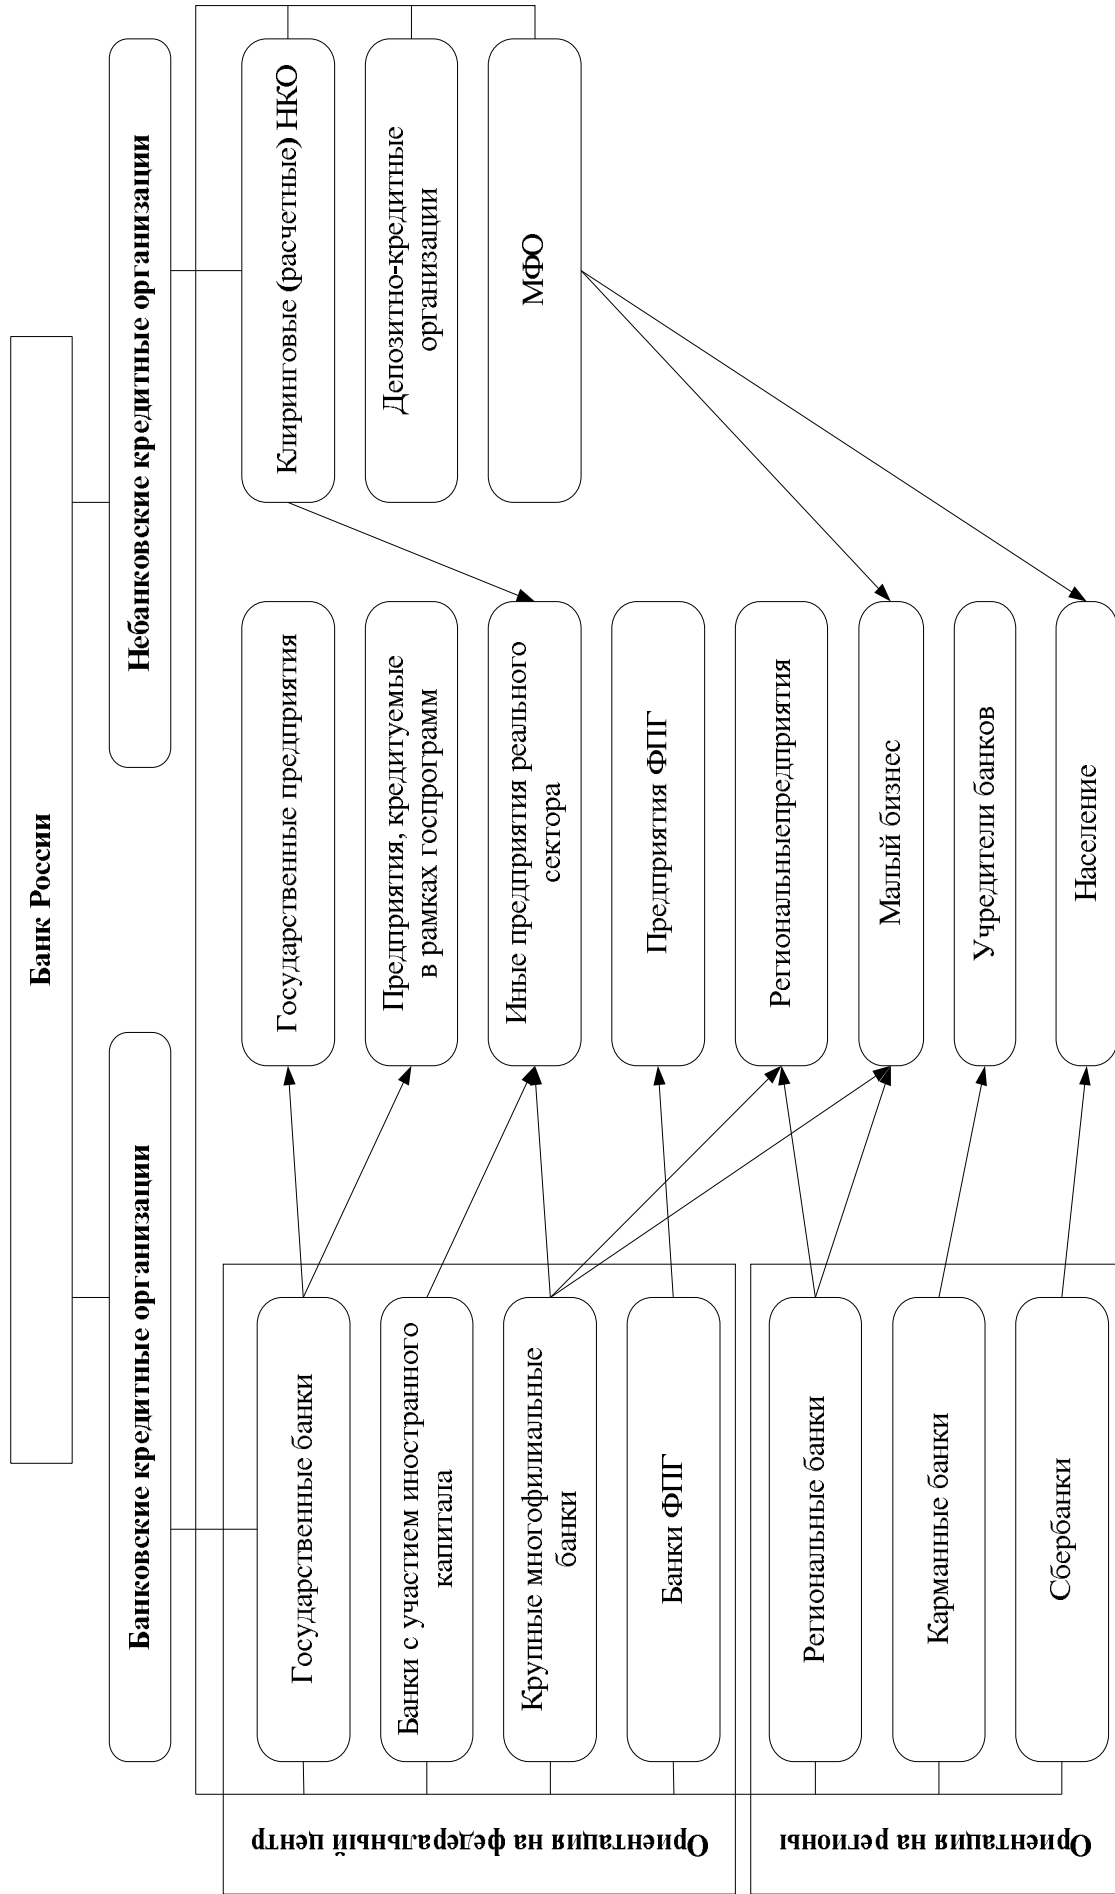 Банк России
Банковские кредитные организации
Небанковские кредитные организации
Ориентация на федеральный центр
Государственные банки
Банки с участием иностранного
капитала
Крупные многофилиальные
банки
Банки ФПГ
Ориентация на регионы
Региональные банки
Карманные банки
Сбербанки
Государственные предприятия
Предприятия, кредитуемые
в рамках госпрограмм
Иные предприятия реального
сектора
Предприятия ФПГ
Региональныепредприятия
Малый бизнес
Учредители банков
Население
Клиринговые (расчетные) НКО
Депозитно-кредитные
организации
МФО